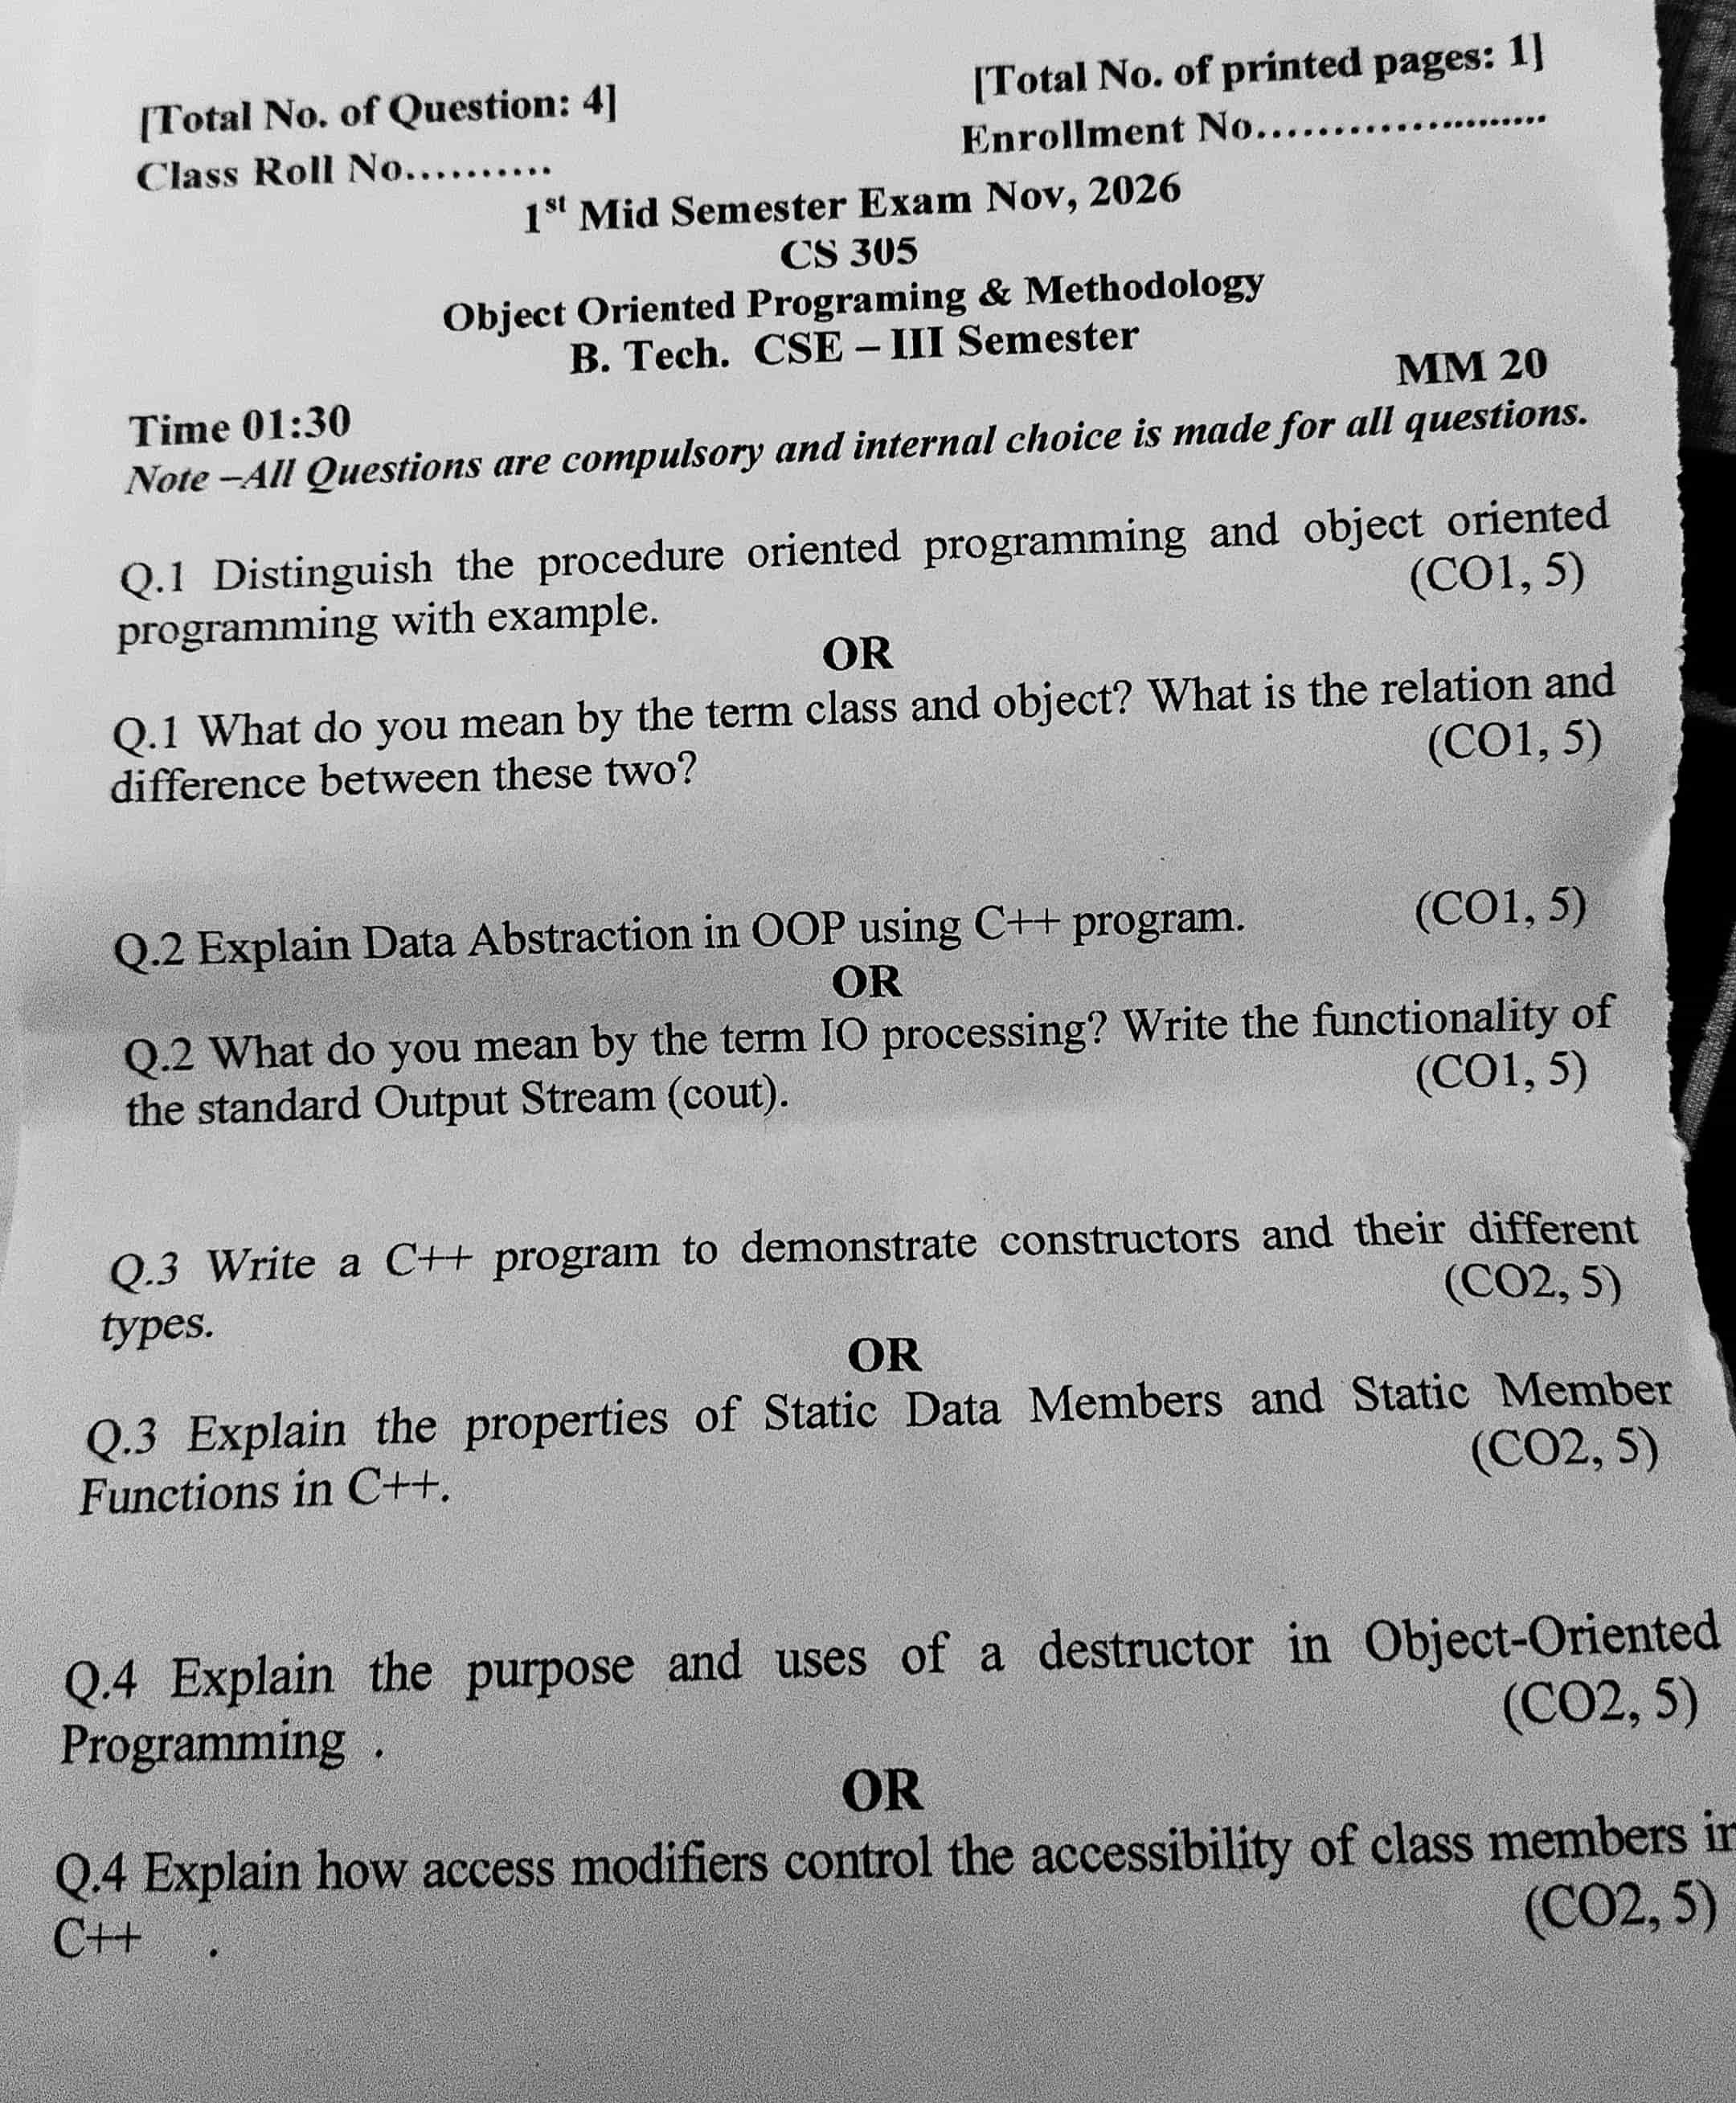 [Total No. of Question: 4]
[Total No. of printed pages: 1]
Class Roll No..........
Enrollment No......................
1st Mid Semester Exam Nov, 2026
CS 305
Object Oriented Programing & Methodology
B. Tech. CSE – III Semester
MM 20
Time 01:30
Note –All Questions are compulsory and internal choice is made for all questions.
Q.1 Distinguish the procedure oriented programming and object oriented
programming with example. (CO1, 5)
OR
Q.1 What do you mean by the term class and object? What is the relation and
difference between these two? (CO1, 5)
Q.2 Explain Data Abstraction in OOP using C++ program. (CO1, 5)
OR
Q.2 What do you mean by the term IO processing? Write the functionality of
the standard Output Stream (cout). (CO1, 5)
Q.3 Write a C++ program to demonstrate constructors and their different
types. (CO2, 5)
OR
Q.3 Explain the properties of Static Data Members and Static Member
Functions in C++. (CO2, 5)
Q.4 Explain the purpose and uses of a destructor in Object-Oriented
Programming . (CO2, 5)
OR
Q.4 Explain how access modifiers control the accessibility of class members in
C++ . (CO2, 5)